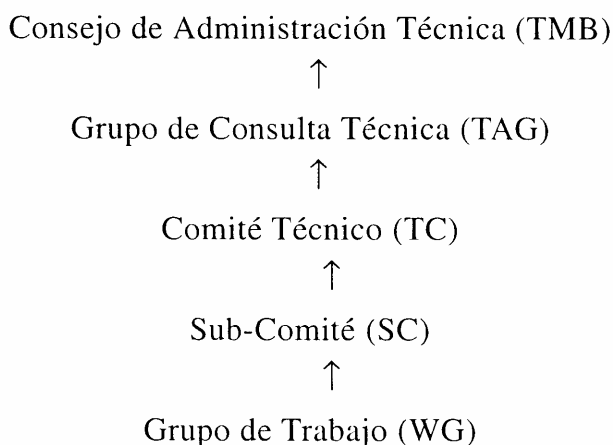 Consejo de Administración Técnica (TMB)
↑
Grupo de Consulta Técnica (TAG)
↑
Comité Técnico (TC)
↑
Sub-Comité (SC)
↑
Grupo de Trabajo (WG)